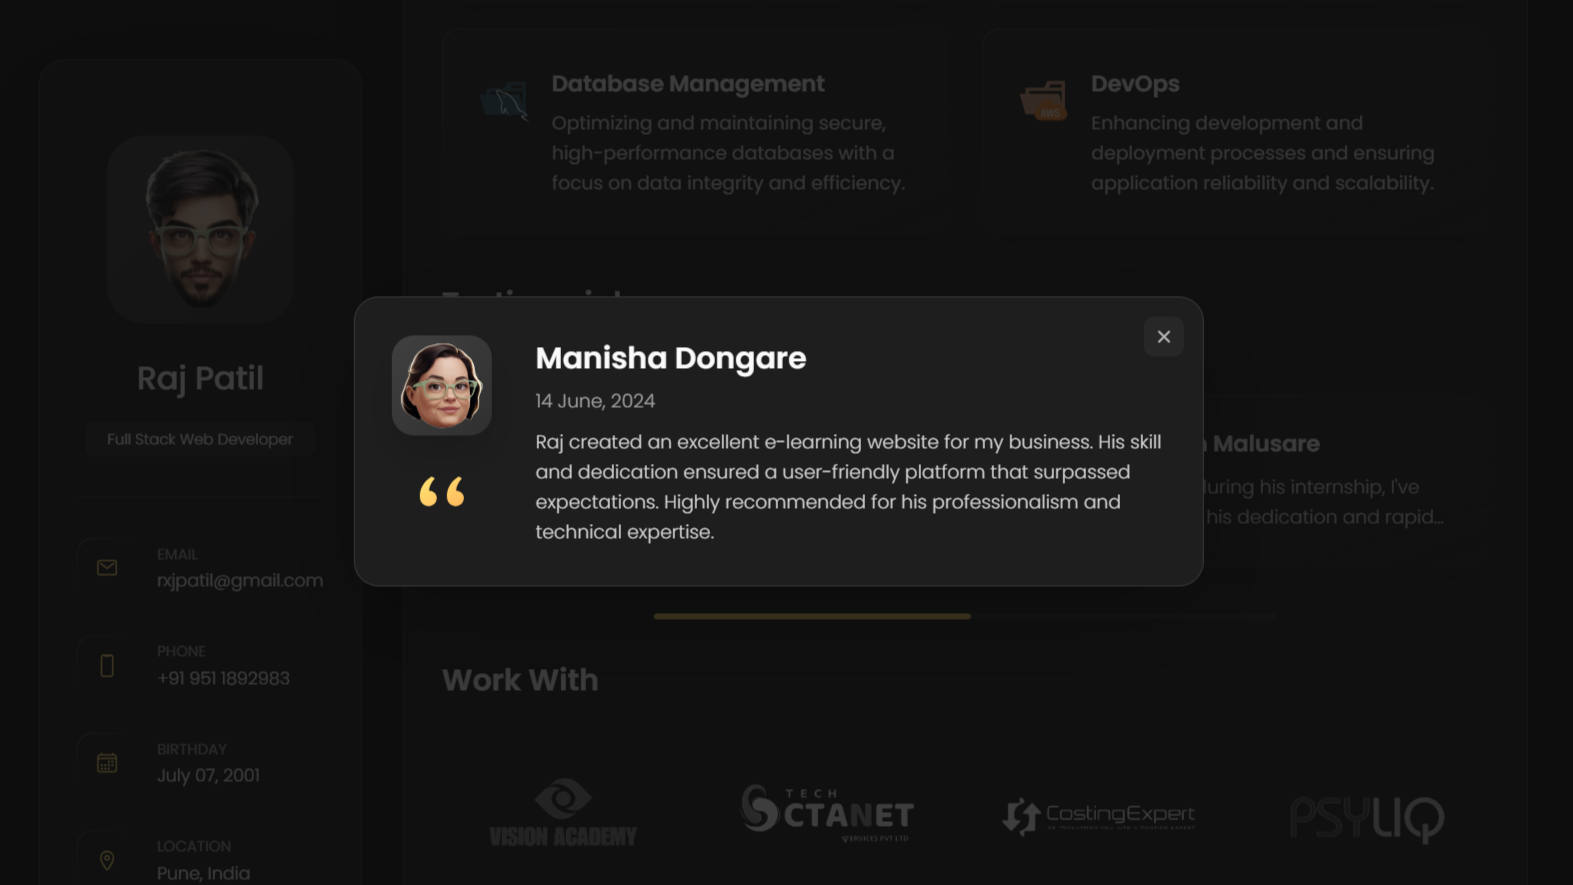 Database Management
Optimizing and maintaining secure,
high-performance databases with a
focus on data integrity and efficiency.
DevOps
AWS
Enhancing development and
deployment processes and ensuring
application reliability and scalability.
Raj Patil
Full Stack Web Developer
EMAIL
rxjpatil@gmail.com
PHONE
+91 951 1892983
BIRTHDAY
July 07, 2001
LOCATION
Pune, India
Manisha Dongare
14 June, 2024
Raj created an excellent e-learning website for my business. His skill
and dedication ensured a user-friendly platform that surpassed
expectations. Highly recommended for his professionalism and
technical expertise.
Malusare
during his internship, I've
his dedication and rapid...
Work With
VISION ACADEMY
TECH
OCTANET
SERVICES PVT LTD
CostingExpert
PSYLIQ